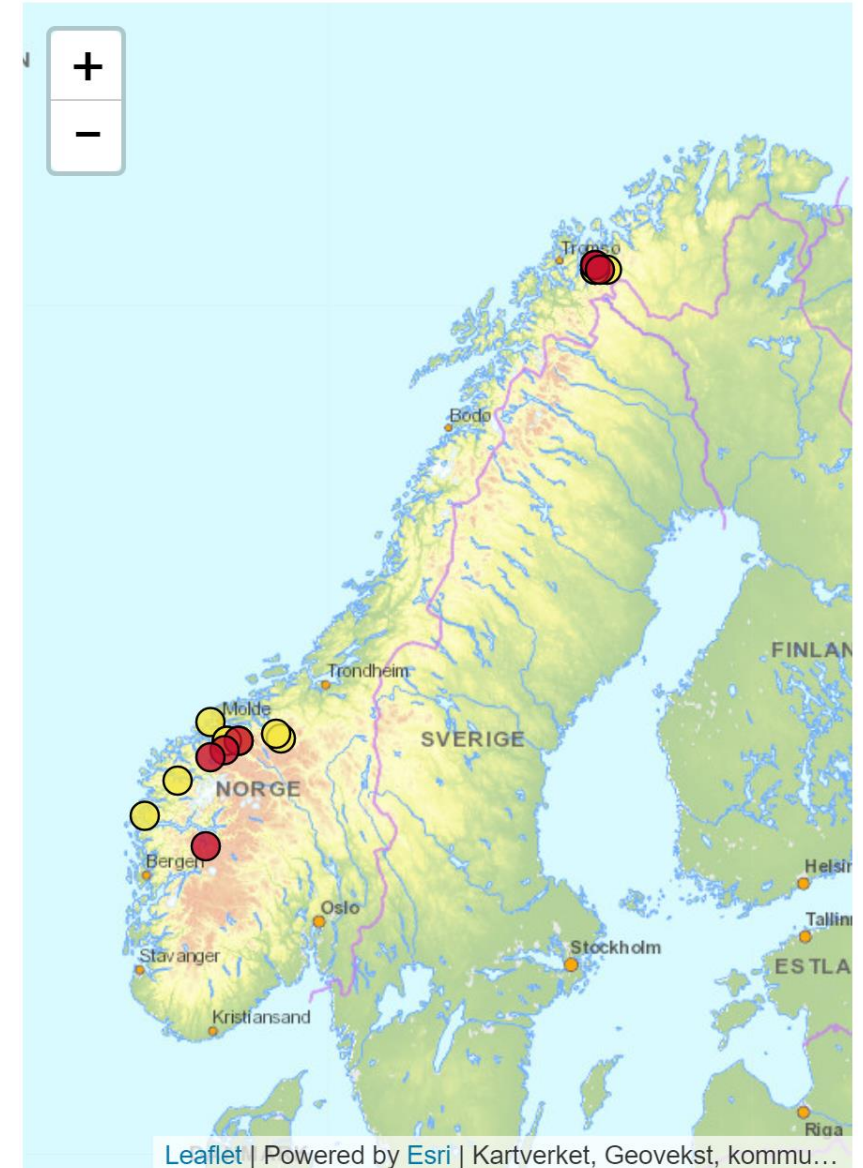 +
−
Tromsø
Bodø
FINLAN
Trondheim
Molde
SVERIGE
NORGE
Bergen
Helsin
Oslo
Tallinn
Stockholm
Stavanger
ESTLA
Kristiansand
Riga
Leaflet | Powered by Esri | Kartverket, Geovekst, kommu...